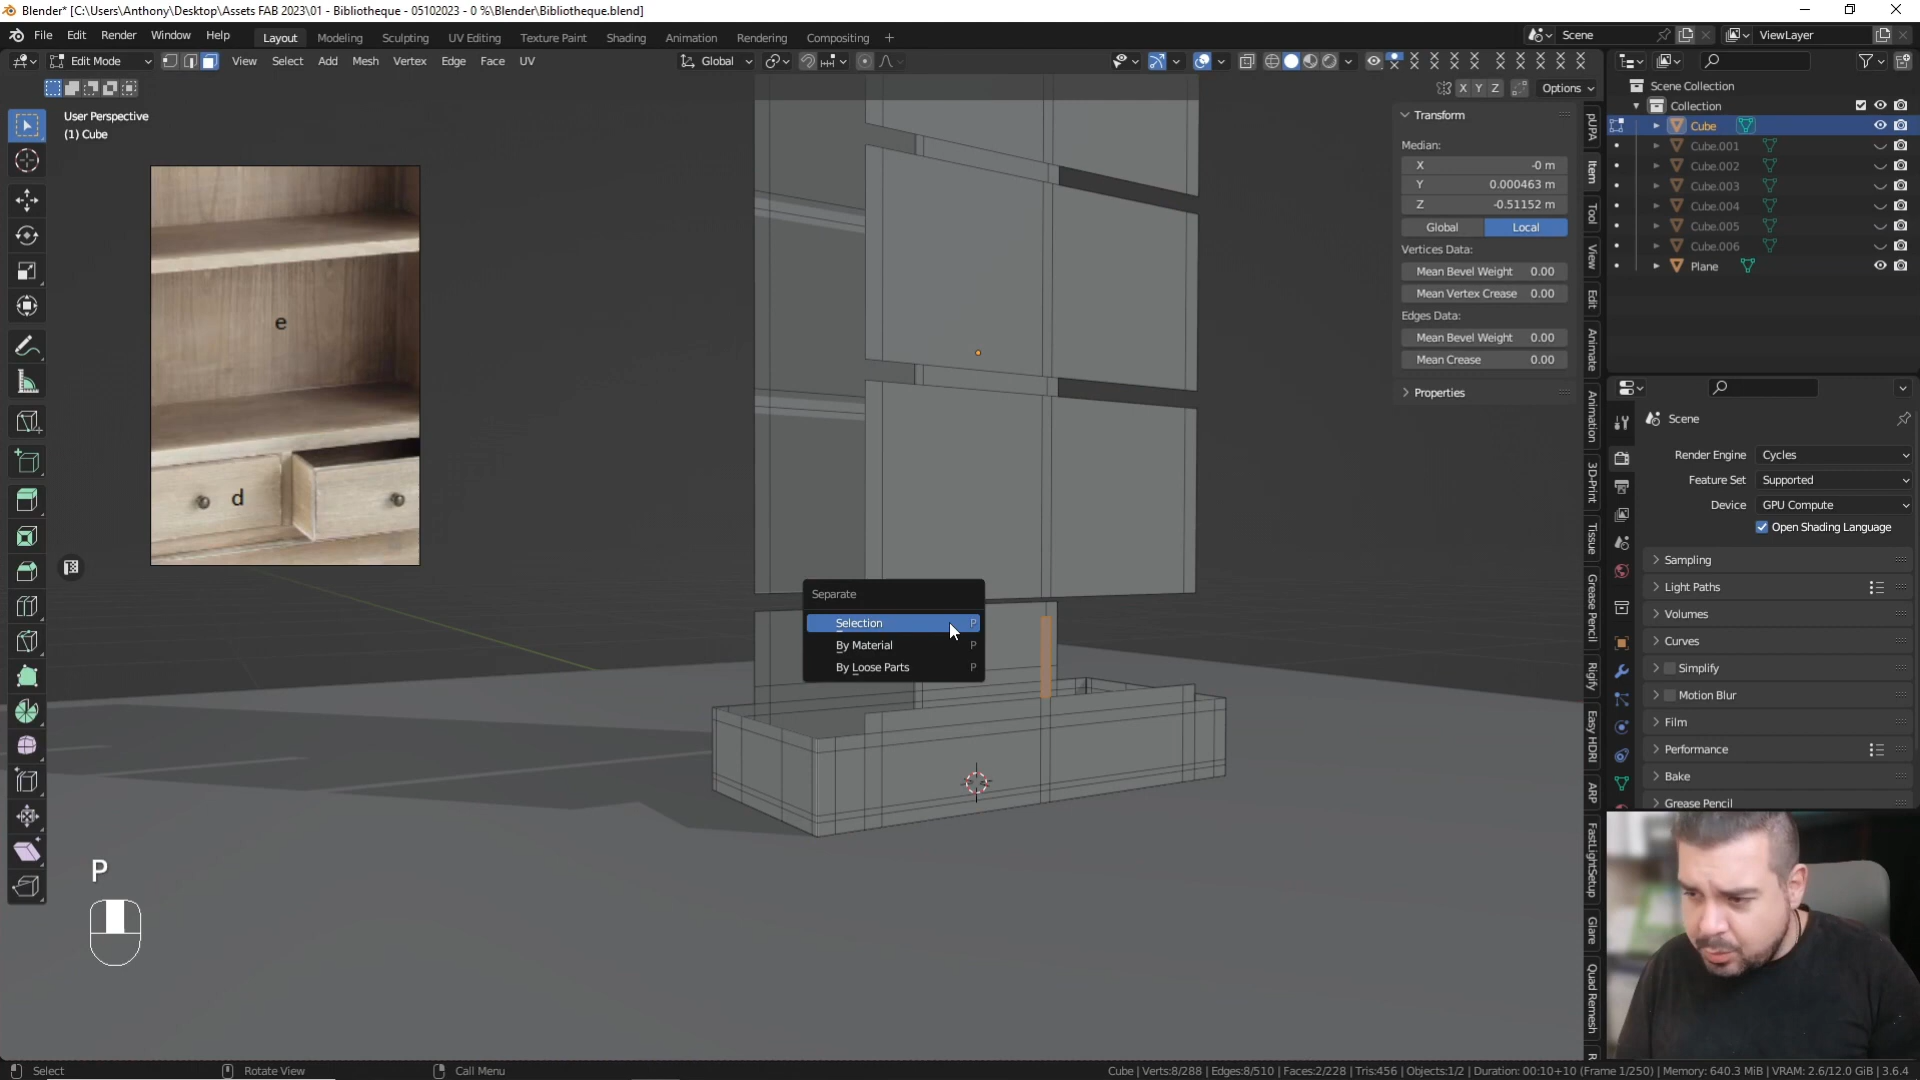 Blender* [C:\Users\Anthony\Desktop\Assets FAB 2023\01 - Bibliotheque - 05102023 - 0 %\Blender\Bibliotheque.blend]
File Edit Render Window Help
Layout Modeling Sculpting UV Editing Texture Paint Shading Animation Rendering Compositing +
Scene
ViewLayer
Edit Mode
View Select Add Mesh Vertex Edge Face UV
Global
X Y Z
Options
User Perspective
(1) Cube
e
d
Transform
Median:
X -0 m
Y 0.000463 m
Z -0.51152 m
Global Local
Vertices Data:
Mean Bevel Weight 0.00
Mean Vertex Crease 0.00
Edges Data:
Mean Bevel Weight 0.00
Mean Crease 0.00
Properties
pUPA
Item
Tool
View
Edit
Animate
Animation
3D-Print
Tissue
Grease Pencil
Rigify
Easy HDRI
ARP
FastLightSetup
Glare
Quad Remesh
R
Scene Collection
Collection
Cube
Cube.001
Cube.002
Cube.003
Cube.004
Cube.005
Cube.006
Plane
Scene
Render Engine Cycles
Feature Set Supported
Device GPU Compute
Open Shading Language
Sampling
Light Paths
Volumes
Curves
Simplify
Motion Blur
Film
Performance
Bake
Grease Pencil
Separate
Selection P
By Material P
By Loose Parts P
P
Select
Rotate View
Call Menu
Cube | Verts:8/288 | Edges:8/510 | Faces:2/228 | Tris:456 | Objects:1/2 | Duration: 00:10+10 (Frame 1/250) | Memory: 640.3 MiB | VRAM: 2.6/12.0 GiB | 3.6.4